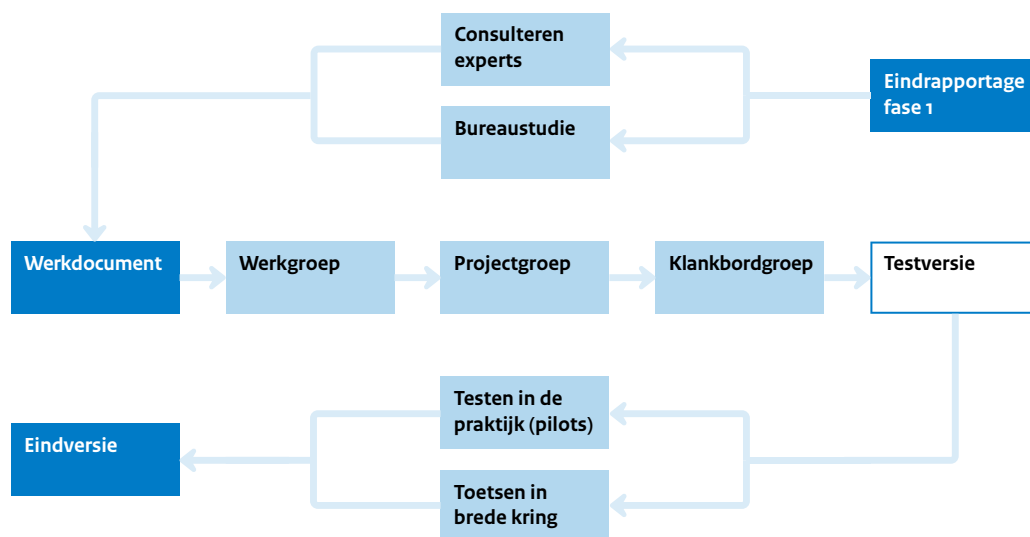 Consulteren
experts
Eindrapportage
fase 1
Bureaustudie
Werkdocument
Werkgroep
Projectgroep
Klankbordgroep
Testversie
Testen in de
praktijk (pilots)
Eindversie
Toetsen in
brede kring